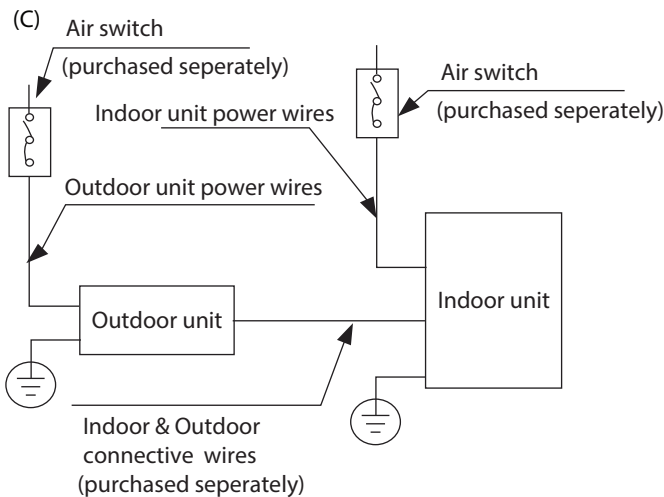 (C)
Air switch
(purchased seperately)
Air switch
(purchased seperately)
Indoor unit power wires
Outdoor unit power wires
Outdoor unit
Indoor unit
Indoor & Outdoor
connective wires
(purchased seperately)